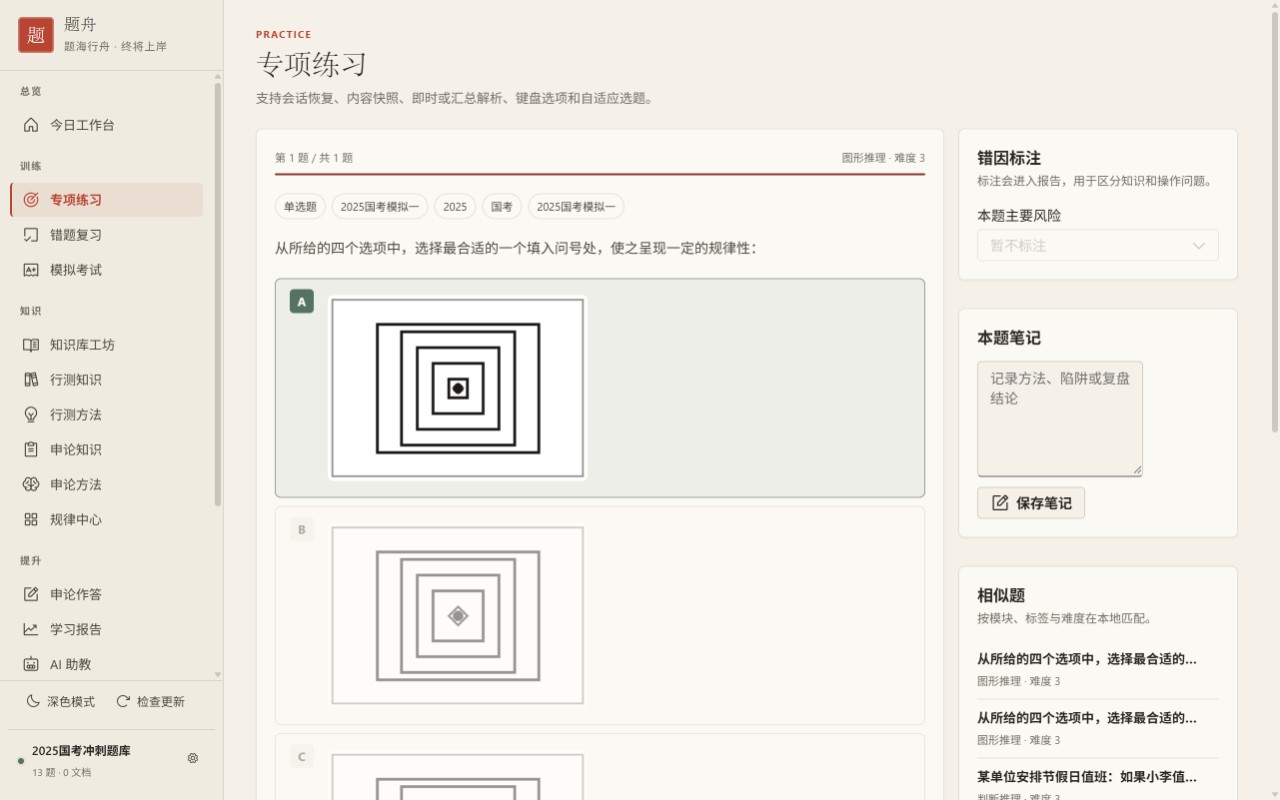 题
题舟
题海行舟 · 终将上岸
总览
今日工作台
训练
专项练习
错题复习
模拟考试
知识
知识库工坊
行测知识
行测方法
申论知识
申论方法
规律中心
提升
申论作答
学习报告
AI 助教
深色模式
检查更新
2025国考冲刺题库
13 题 · 0 文档
PRACTICE
专项练习
支持会话恢复、内容快照、即时或汇总解析、键盘选项和自适应选题。
第 1 题 / 共 1 题
图形推理 · 难度 3
单选题
2025国考模拟一
2025
国考
2025国考模拟一
从所给的四个选项中，选择最合适的一个填入问号处，使之呈现一定的规律性：
A
B
C
错因标注
标注会进入报告，用于区分知识和操作问题。
本题主要风险
暂不标注
本题笔记
记录方法、陷阱或复盘
结论
保存笔记
相似题
按模块、标签与难度在本地匹配。
从所给的四个选项中，选择最合适的...
图形推理 · 难度 3
从所给的四个选项中，选择最合适的...
图形推理 · 难度 3
某单位安排节假日值班：如果小李值...
判断推理 · 难度 3